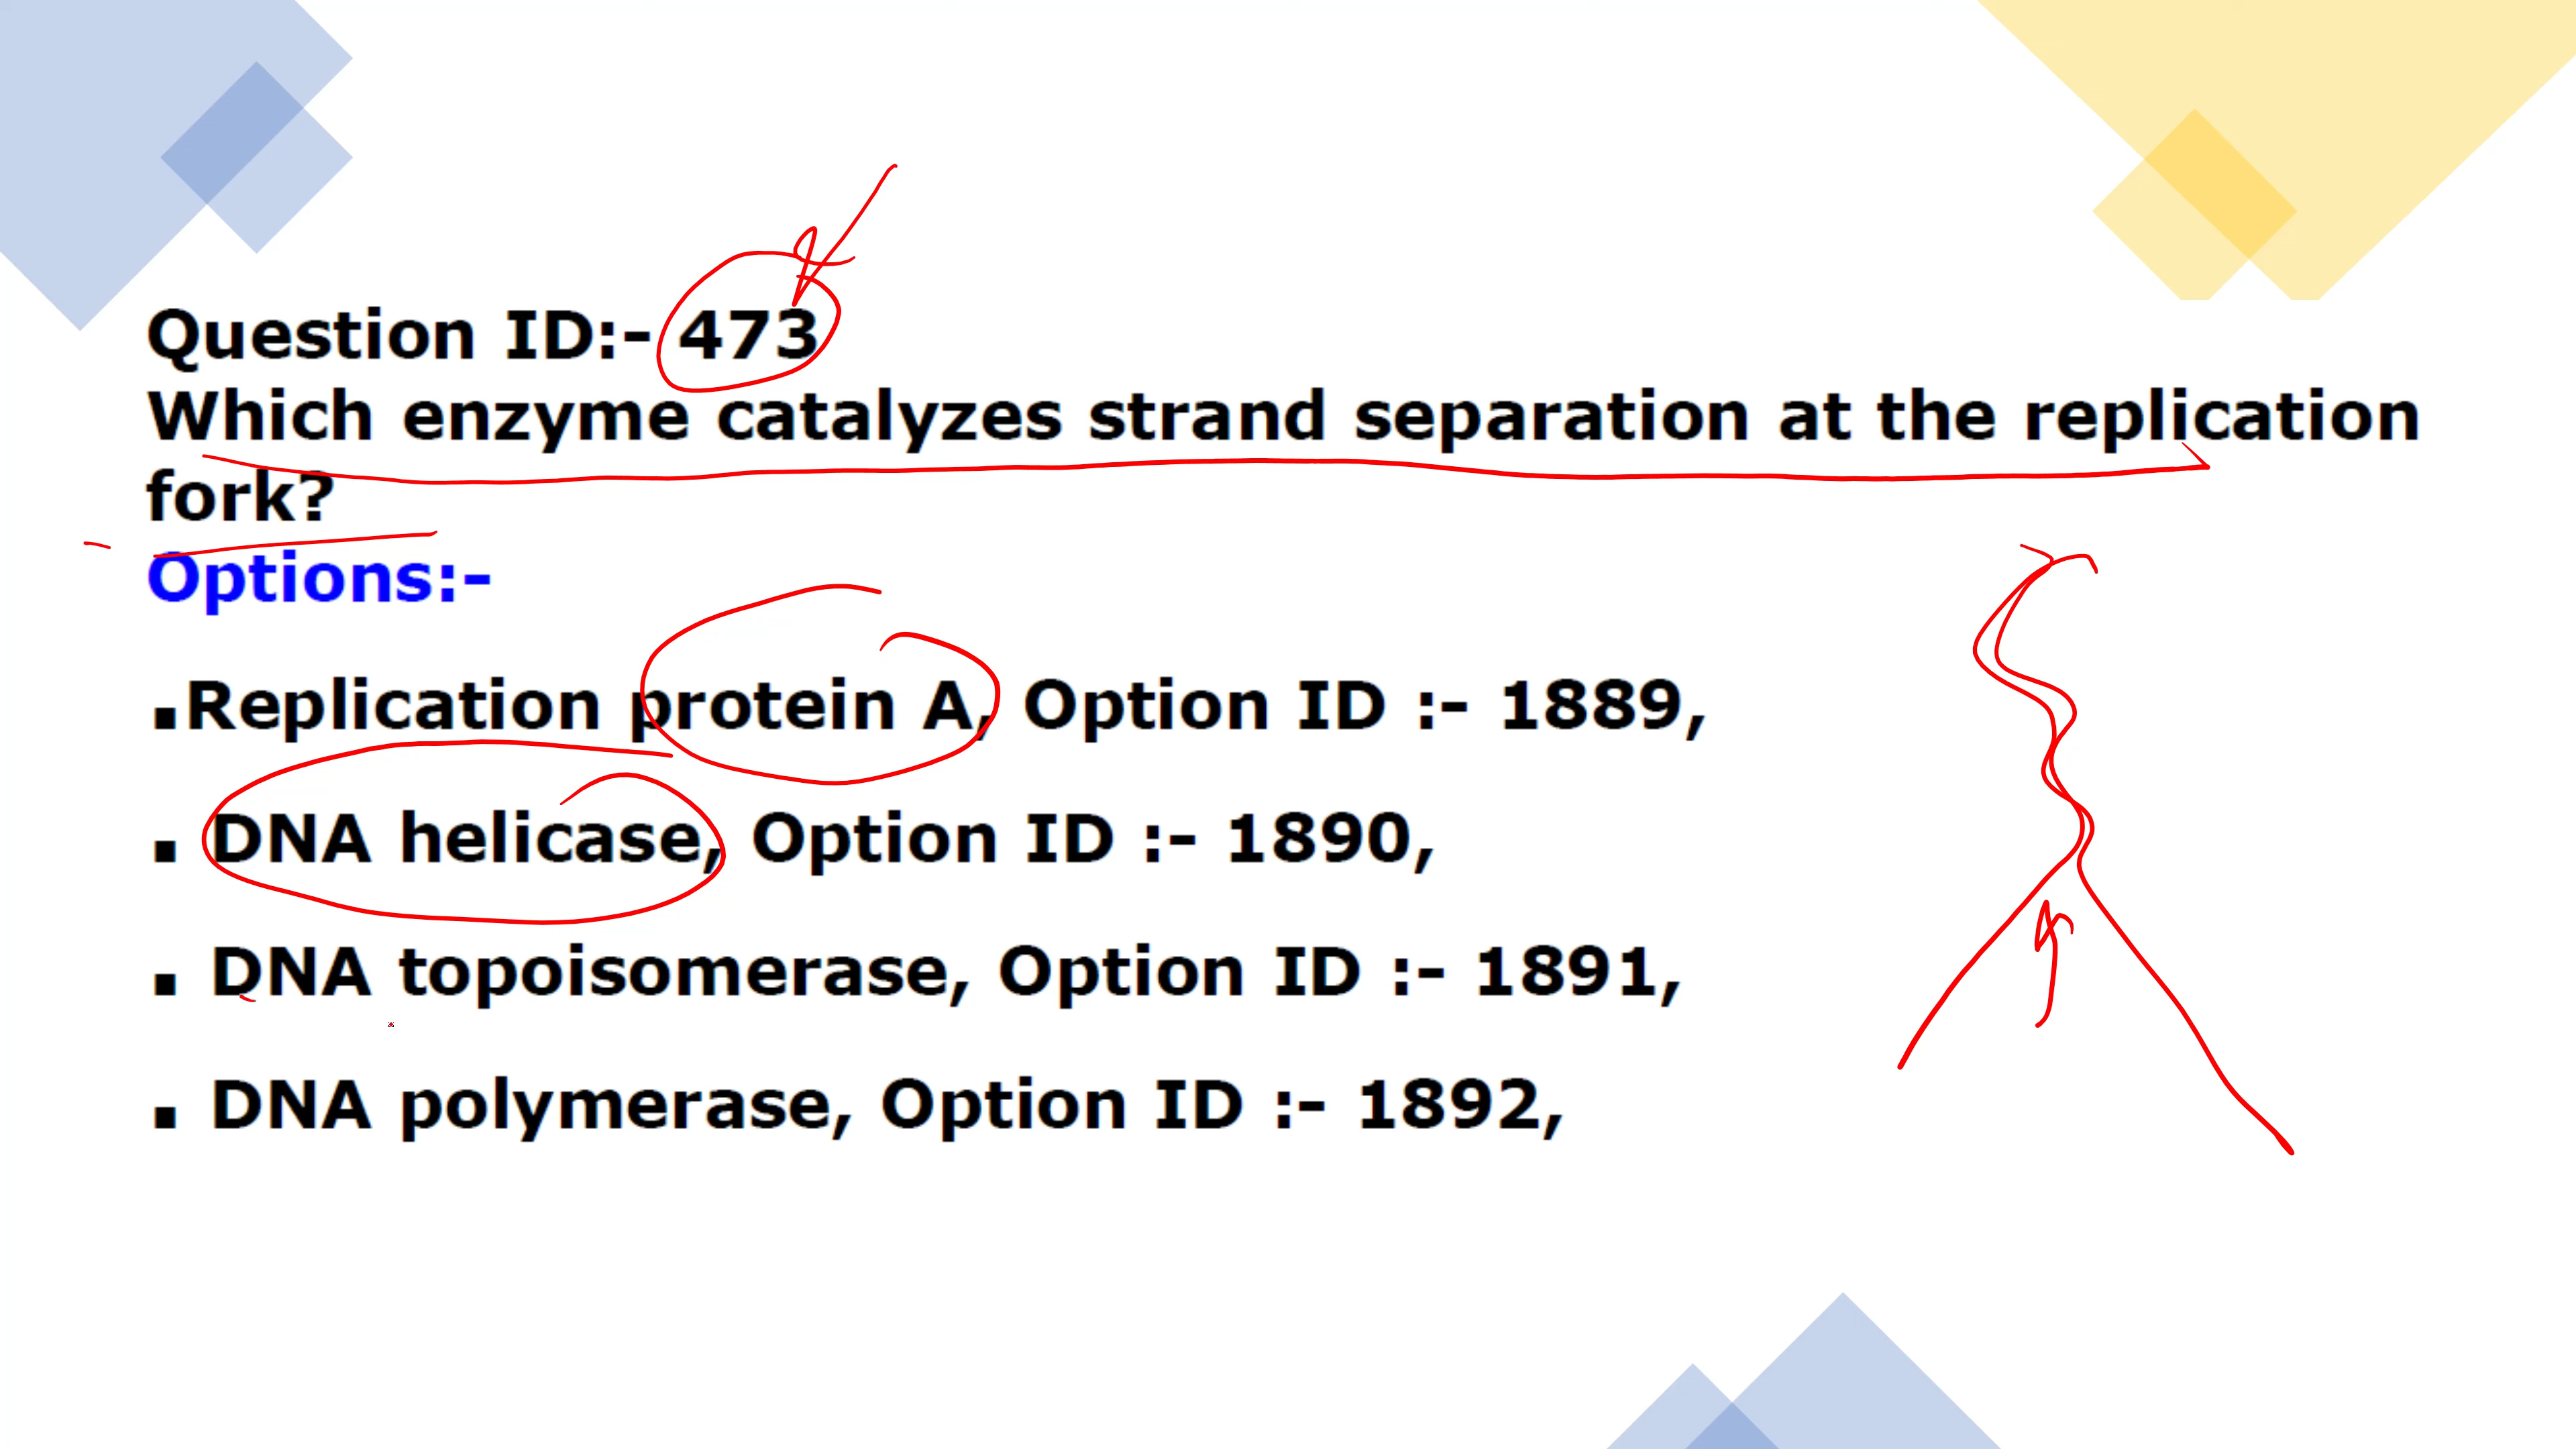 Question ID:- 473
Which enzyme catalyzes strand separation at the replication
fork?
Options:-
▪Replication protein A, Option ID :- 1889,
▪ DNA helicase, Option ID :- 1890,
▪ DNA topoisomerase, Option ID :- 1891,
▪ DNA polymerase, Option ID :- 1892,